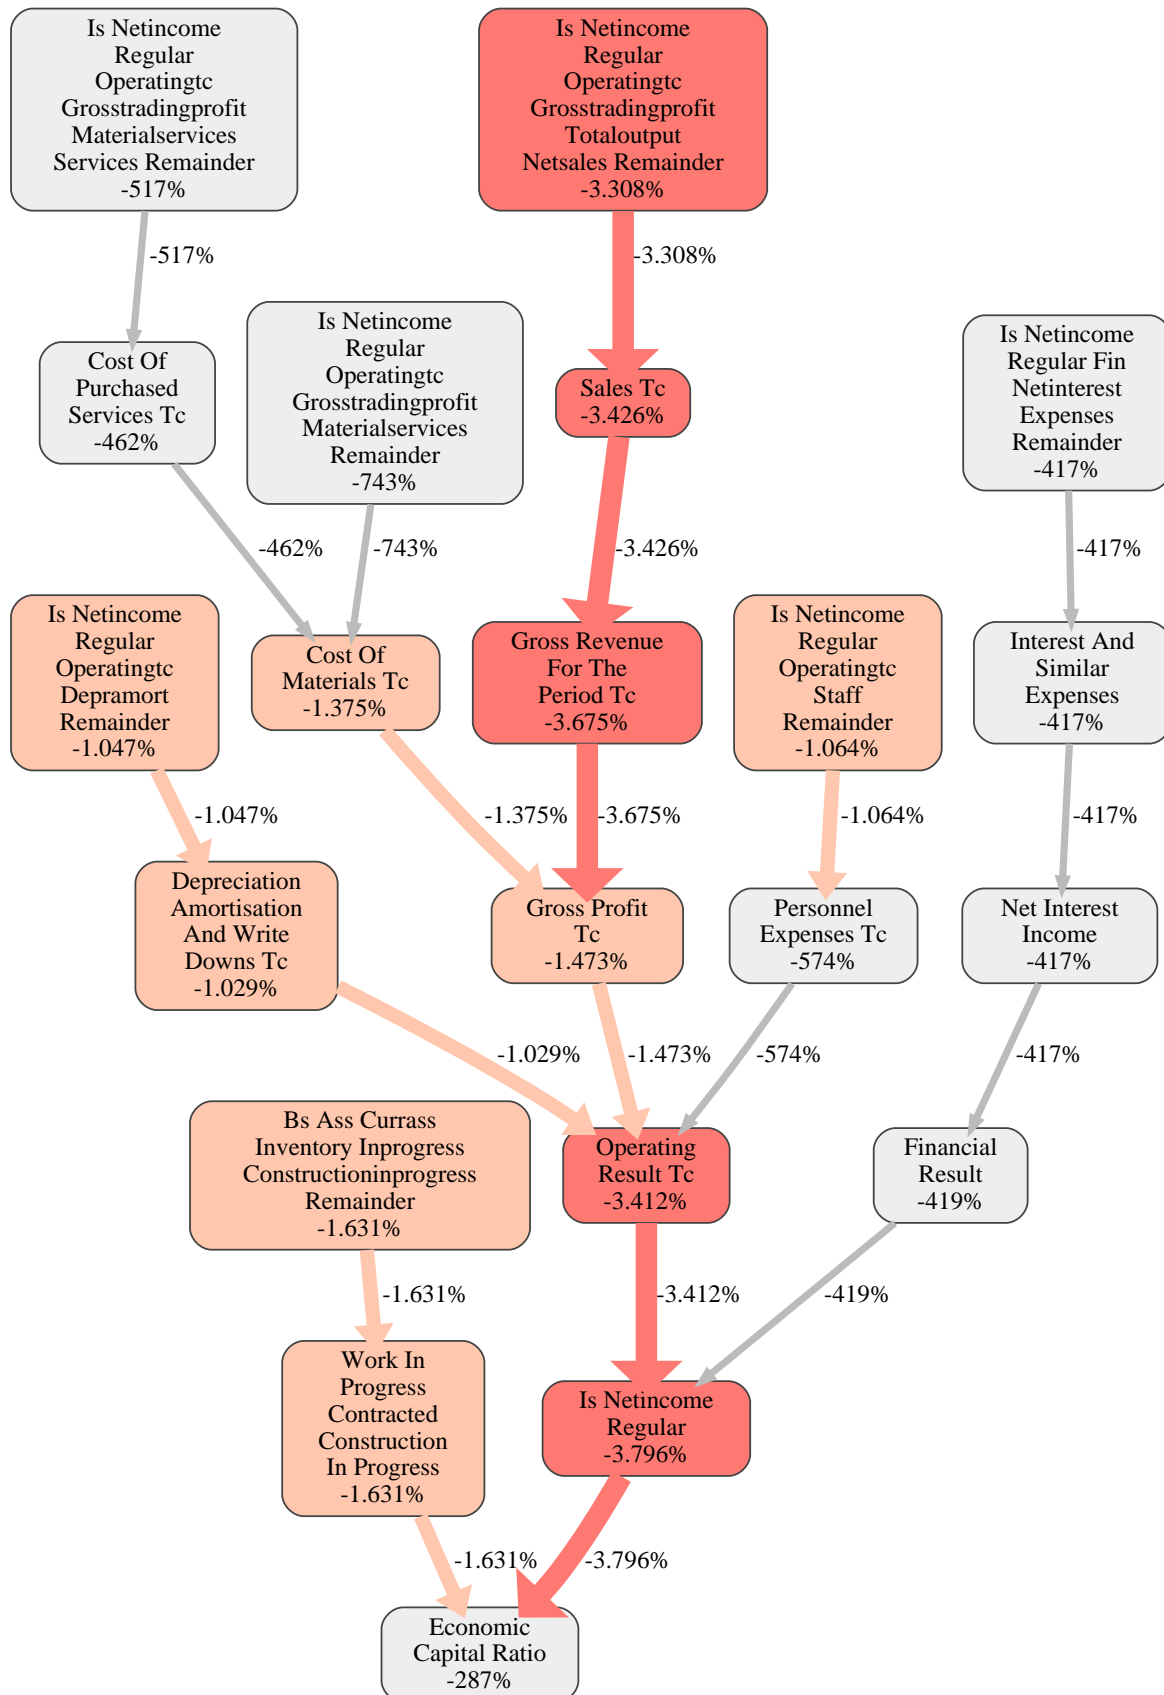 Is Netincome
Regular
Operatingtc
Grosstradingprofit
Materialservices
Services Remainder
-517%
Is Netincome
Regular
Operatingtc
Grosstradingprofit
Totaloutput
Netsales Remainder
-3.308%
-517%
-3.308%
Cost Of
Purchased
Services Tc
-462%
Is Netincome
Regular
Operatingtc
Grosstradingprofit
Materialservices
Remainder
-743%
Sales Tc
-3.426%
Is Netincome
Regular Fin
Netinterest
Expenses
Remainder
-417%
-462%
-743%
-3.426%
-417%
Is Netincome
Regular
Operatingtc
Depramort
Remainder
-1.047%
Cost Of
Materials Tc
-1.375%
Gross Revenue
For The
Period Tc
-3.675%
Is Netincome
Regular
Operatingtc
Staff
Remainder
-1.064%
Interest And
Similar
Expenses
-417%
-1.047%
-1.375%
-3.675%
-1.064%
-417%
Depreciation
Amortisation
And Write
Downs Tc
-1.029%
Gross Profit
Tc
-1.473%
Personnel
Expenses Tc
-574%
Net Interest
Income
-417%
-1.029%
-1.473%
-574%
-417%
Bs Ass Currass
Inventory Inprogress
Constructioninprogress
Remainder
-1.631%
Operating
Result Tc
-3.412%
Financial
Result
-419%
-1.631%
-3.412%
-419%
Work In
Progress
Contracted
Construction
In Progress
-1.631%
Is Netincome
Regular
-3.796%
-1.631%
-3.796%
Economic
Capital Ratio
-287%